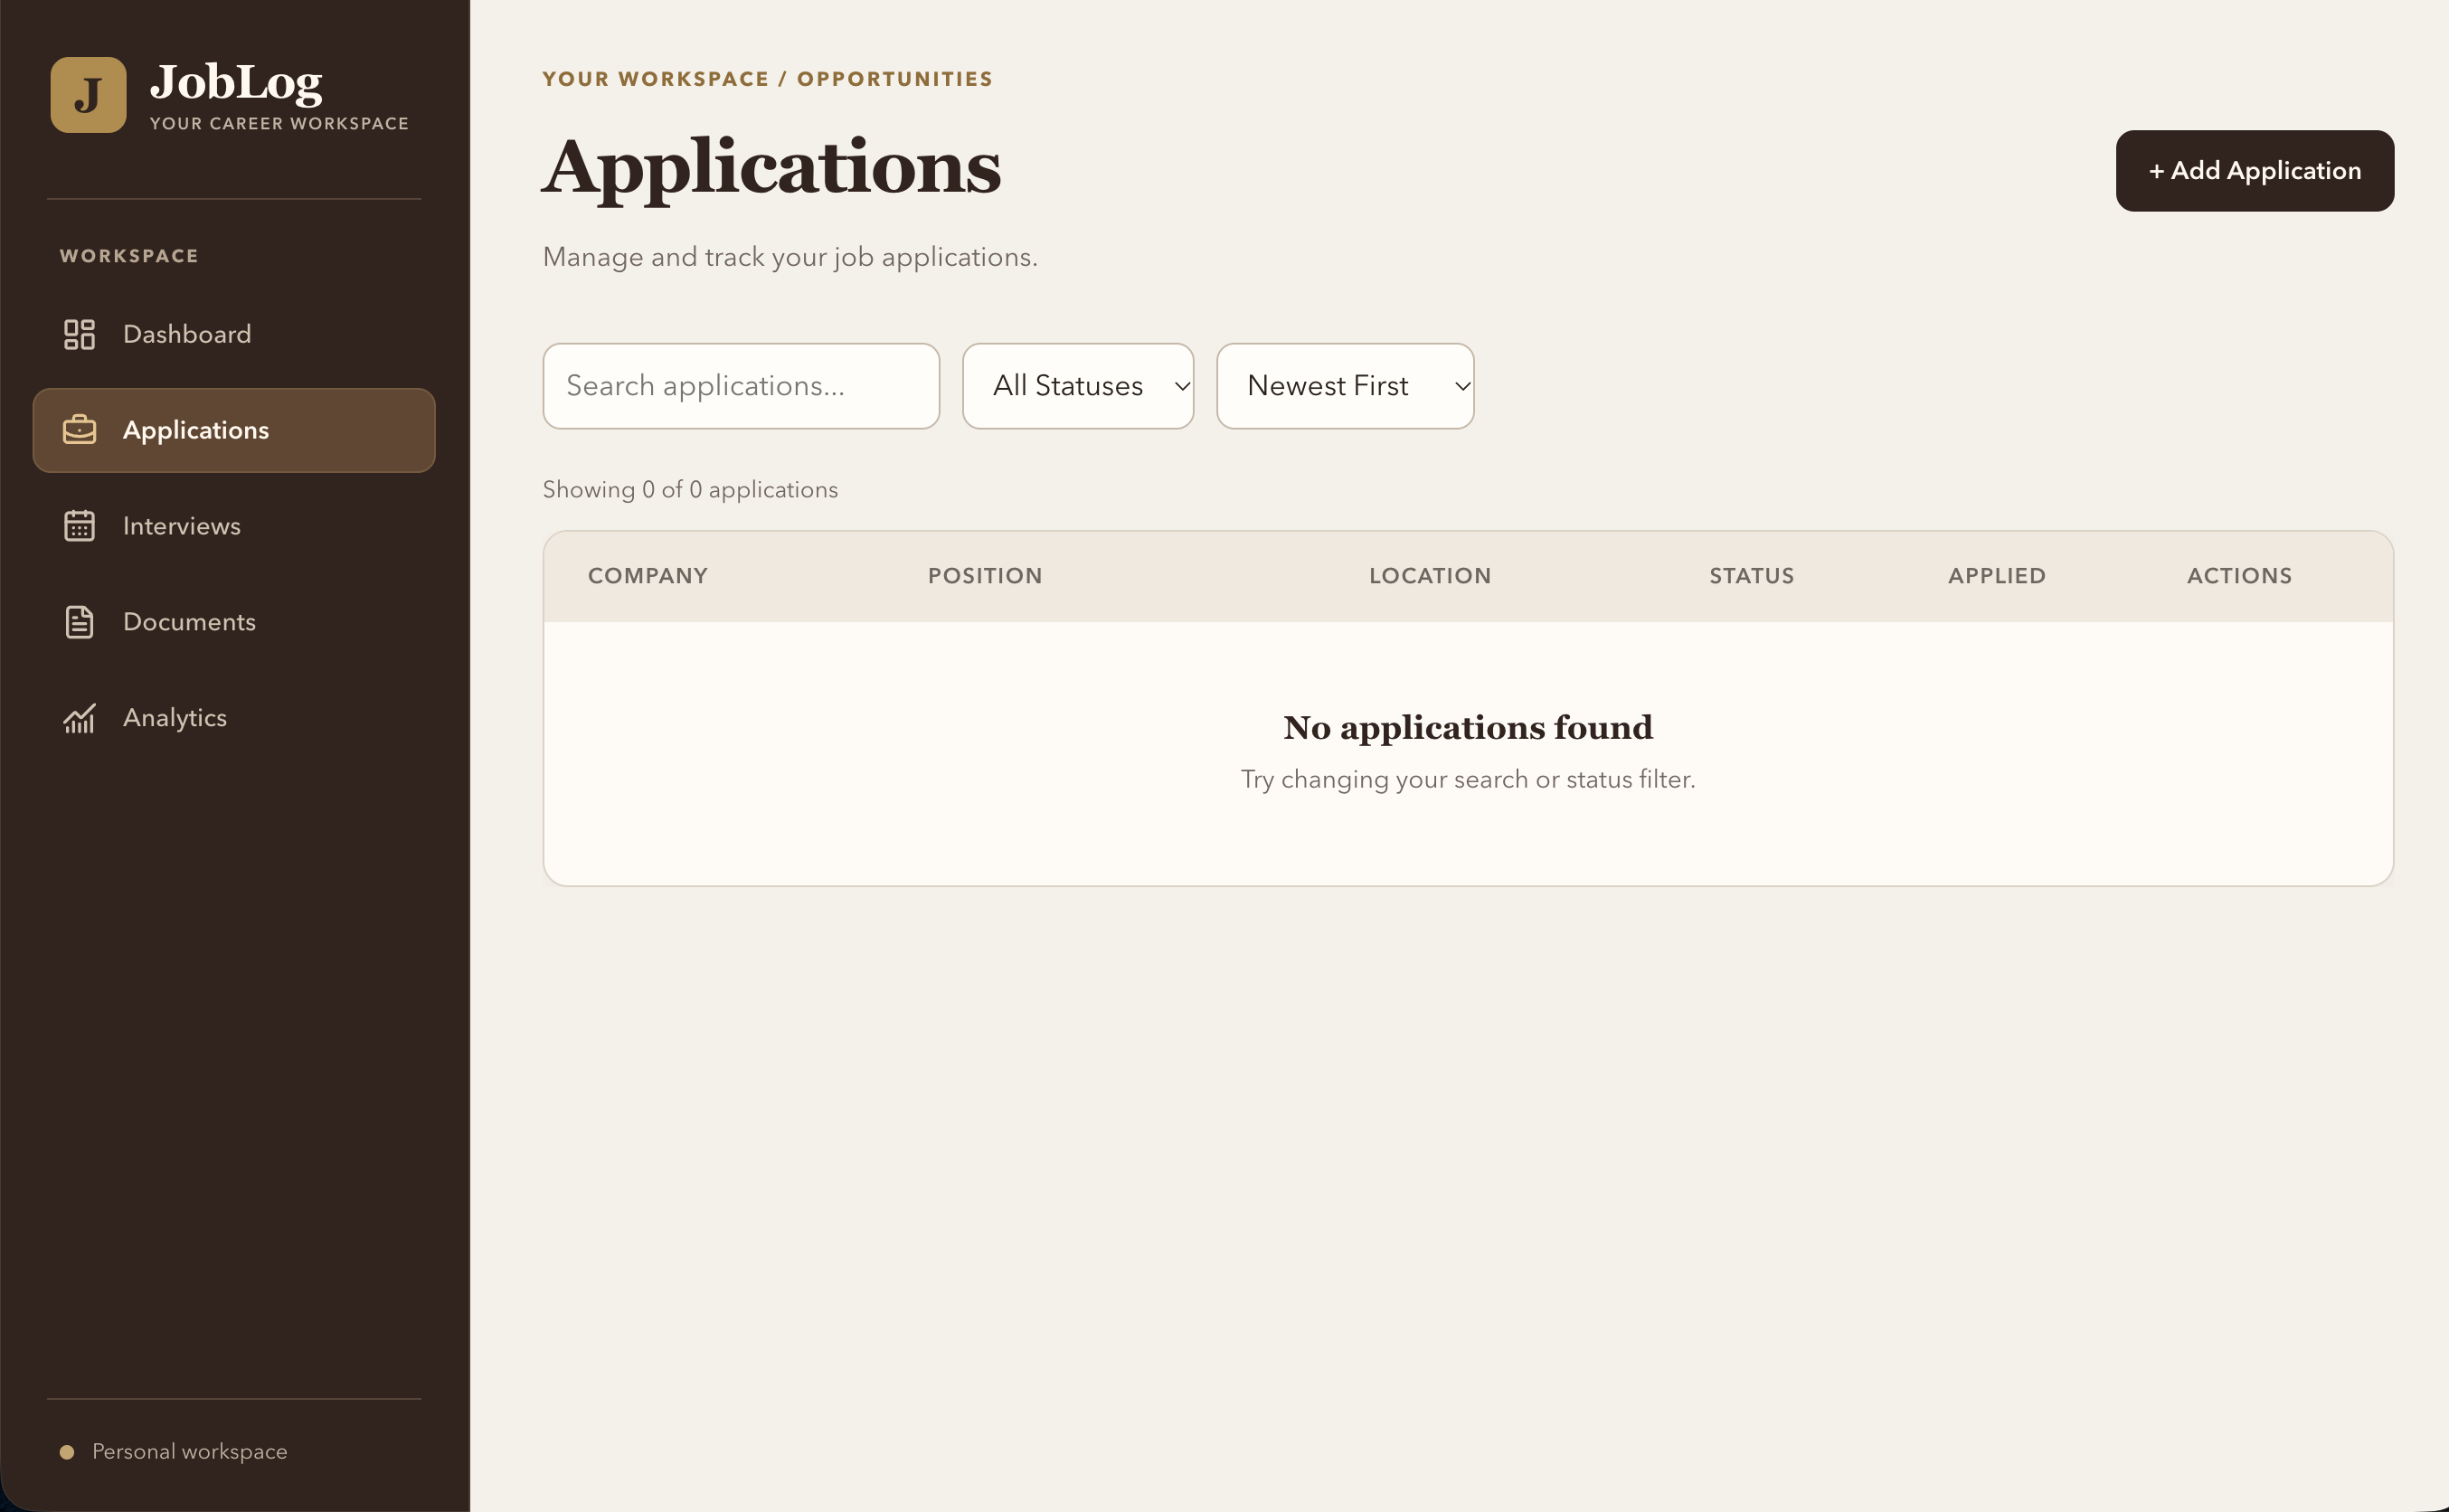 J
JobLog
YOUR CAREER WORKSPACE
WORKSPACE
Dashboard
Applications
Interviews
Documents
Analytics
Personal workspace
YOUR WORKSPACE / OPPORTUNITIES
Applications
+ Add Application
Manage and track your job applications.
Search applications...
All Statuses
Newest First
Showing 0 of 0 applications
COMPANY POSITION LOCATION STATUS APPLIED ACTIONS
No applications found
Try changing your search or status filter.